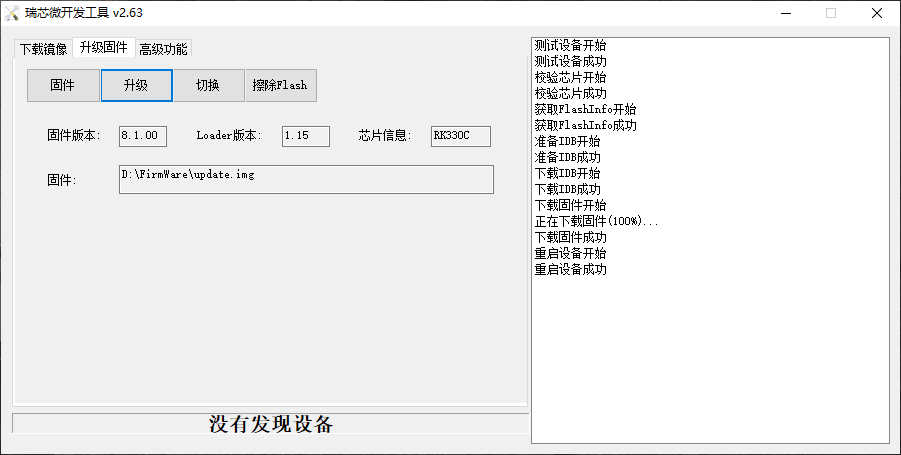 瑞芯微开发工具 v2.63
下载镜像 升级固件 高级功能
固件 升级 切换 擦除Flash
固件版本: 8.1.00 Loader版本: 1.15 芯片信息: RK330C
固件: D:\FirmWare\update.img
没有发现设备
测试设备开始
测试设备成功
校验芯片开始
校验芯片成功
获取FlashInfo开始
获取FlashInfo成功
准备IDB开始
准备IDB成功
下载IDB开始
下载IDB成功
下载固件开始
正在下载固件(100%)...
下载固件成功
重启设备开始
重启设备成功